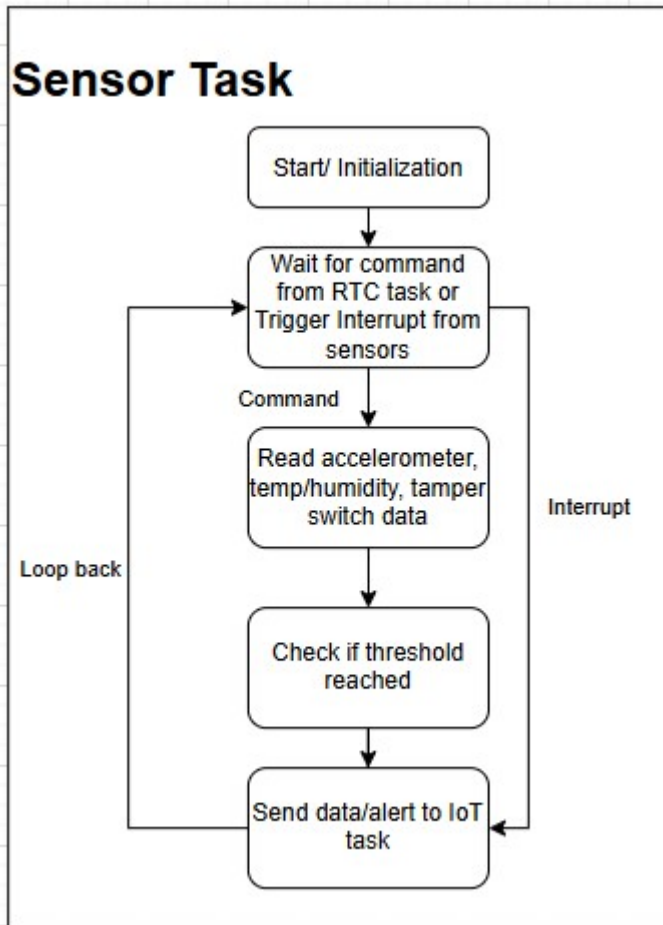 Sensor Task
Start/ Initialization
Wait for command
from RTC task or
Trigger Interrupt from
sensors
Command
Read accelerometer,
temp/humidity, tamper
switch data
Interrupt
Loop back
Check if threshold
reached
Send data/alert to IoT
task